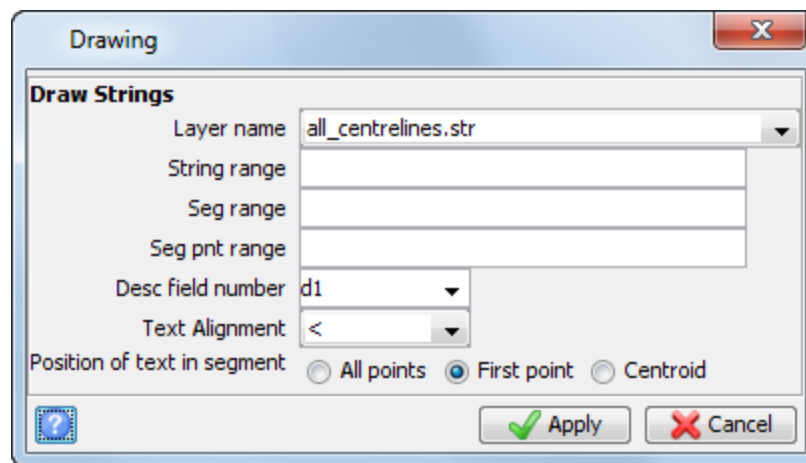 Drawing
Draw Strings
Layer name all_centrelines.str
String range
Seg range
Seg pnt range
Desc field number d1
Text Alignment <
Position of text in segment All points First point Centroid
? Apply Cancel